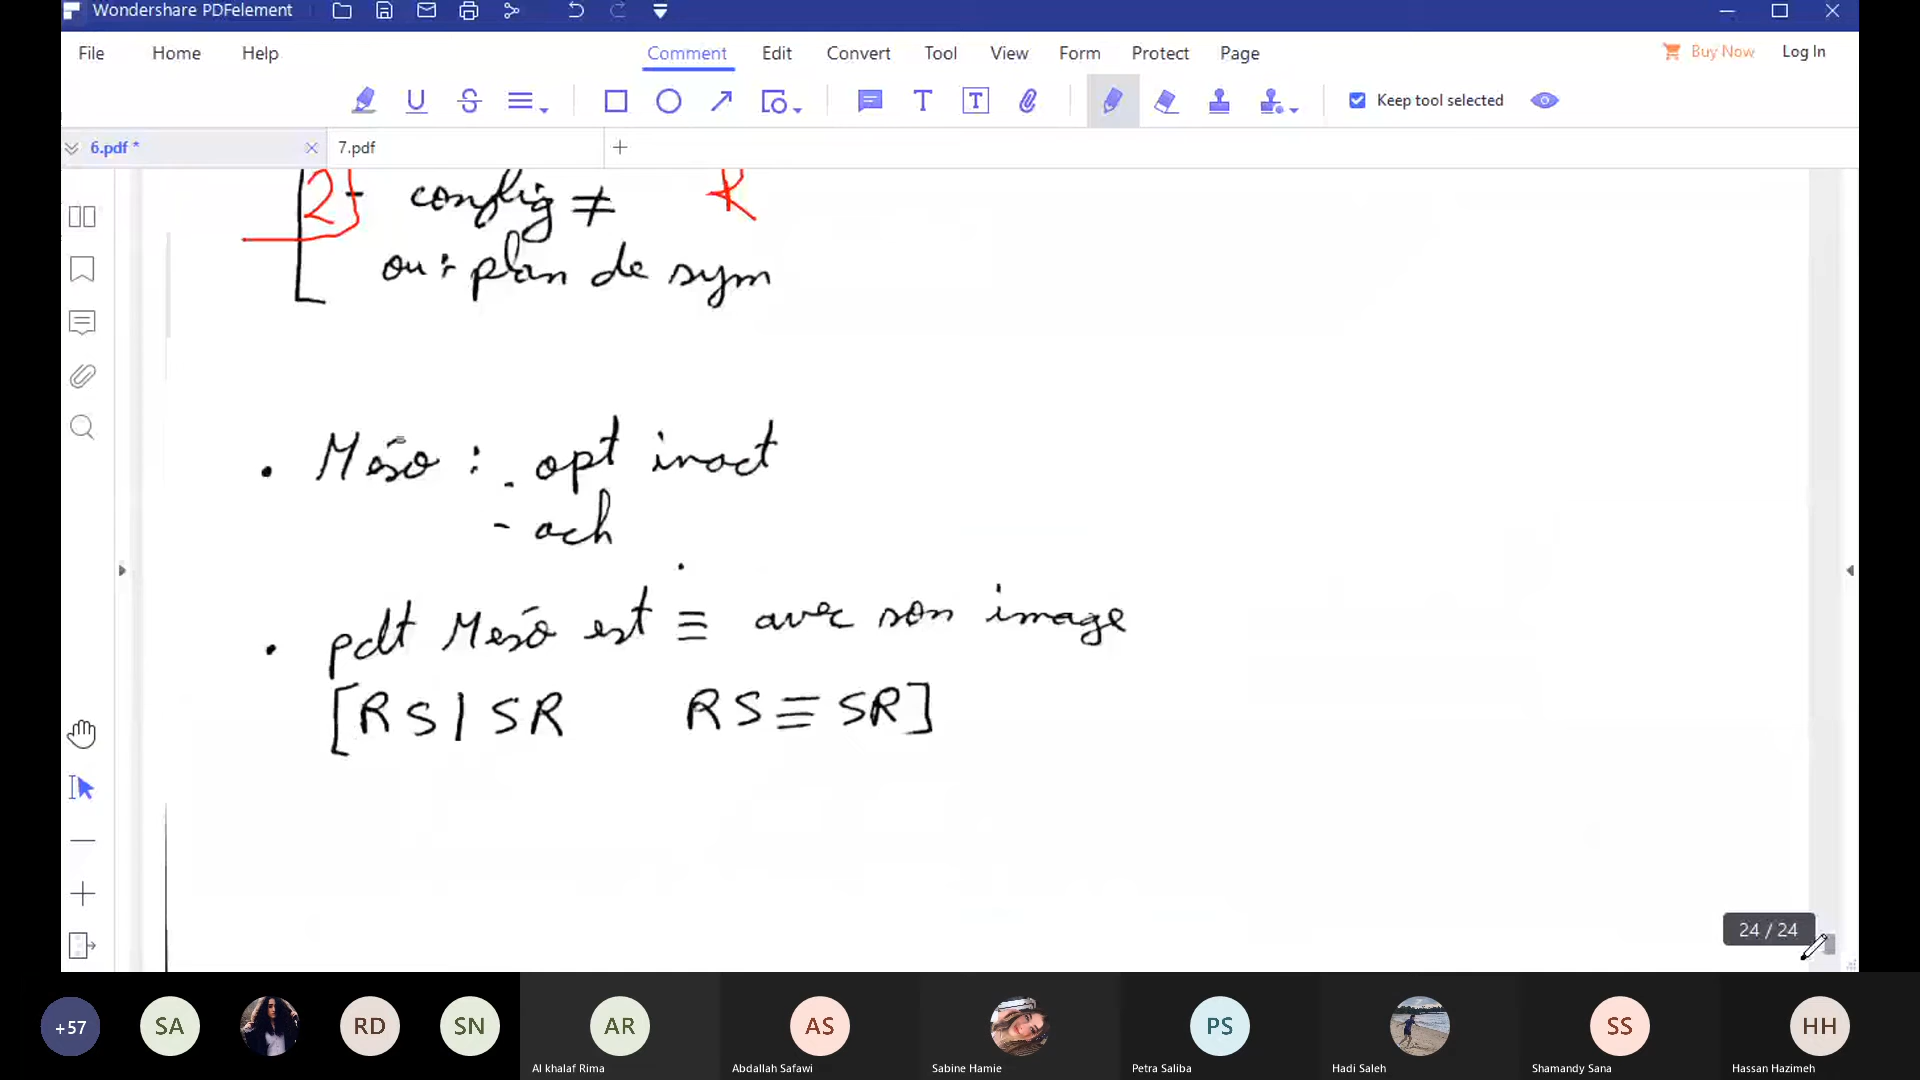 Wondershare PDFelement
File Home Help Comment Edit Convert Tool View Form Protect Page Buy Now Log In
Keep tool selected
6.pdf * 7.pdf
config ≠ R
ou : plan de sym
• Méso : - opt inact
- ach
• pdt Meso est ≡ avec son image
[RS | SR RS ≡ SR]
24 / 24
+57 SA RD SN AR AS PS SS HH
Al khalaf Rima Abdallah Safawi Sabine Hamie Petra Saliba Hadi Saleh Shamandy Sana Hassan Hazimeh